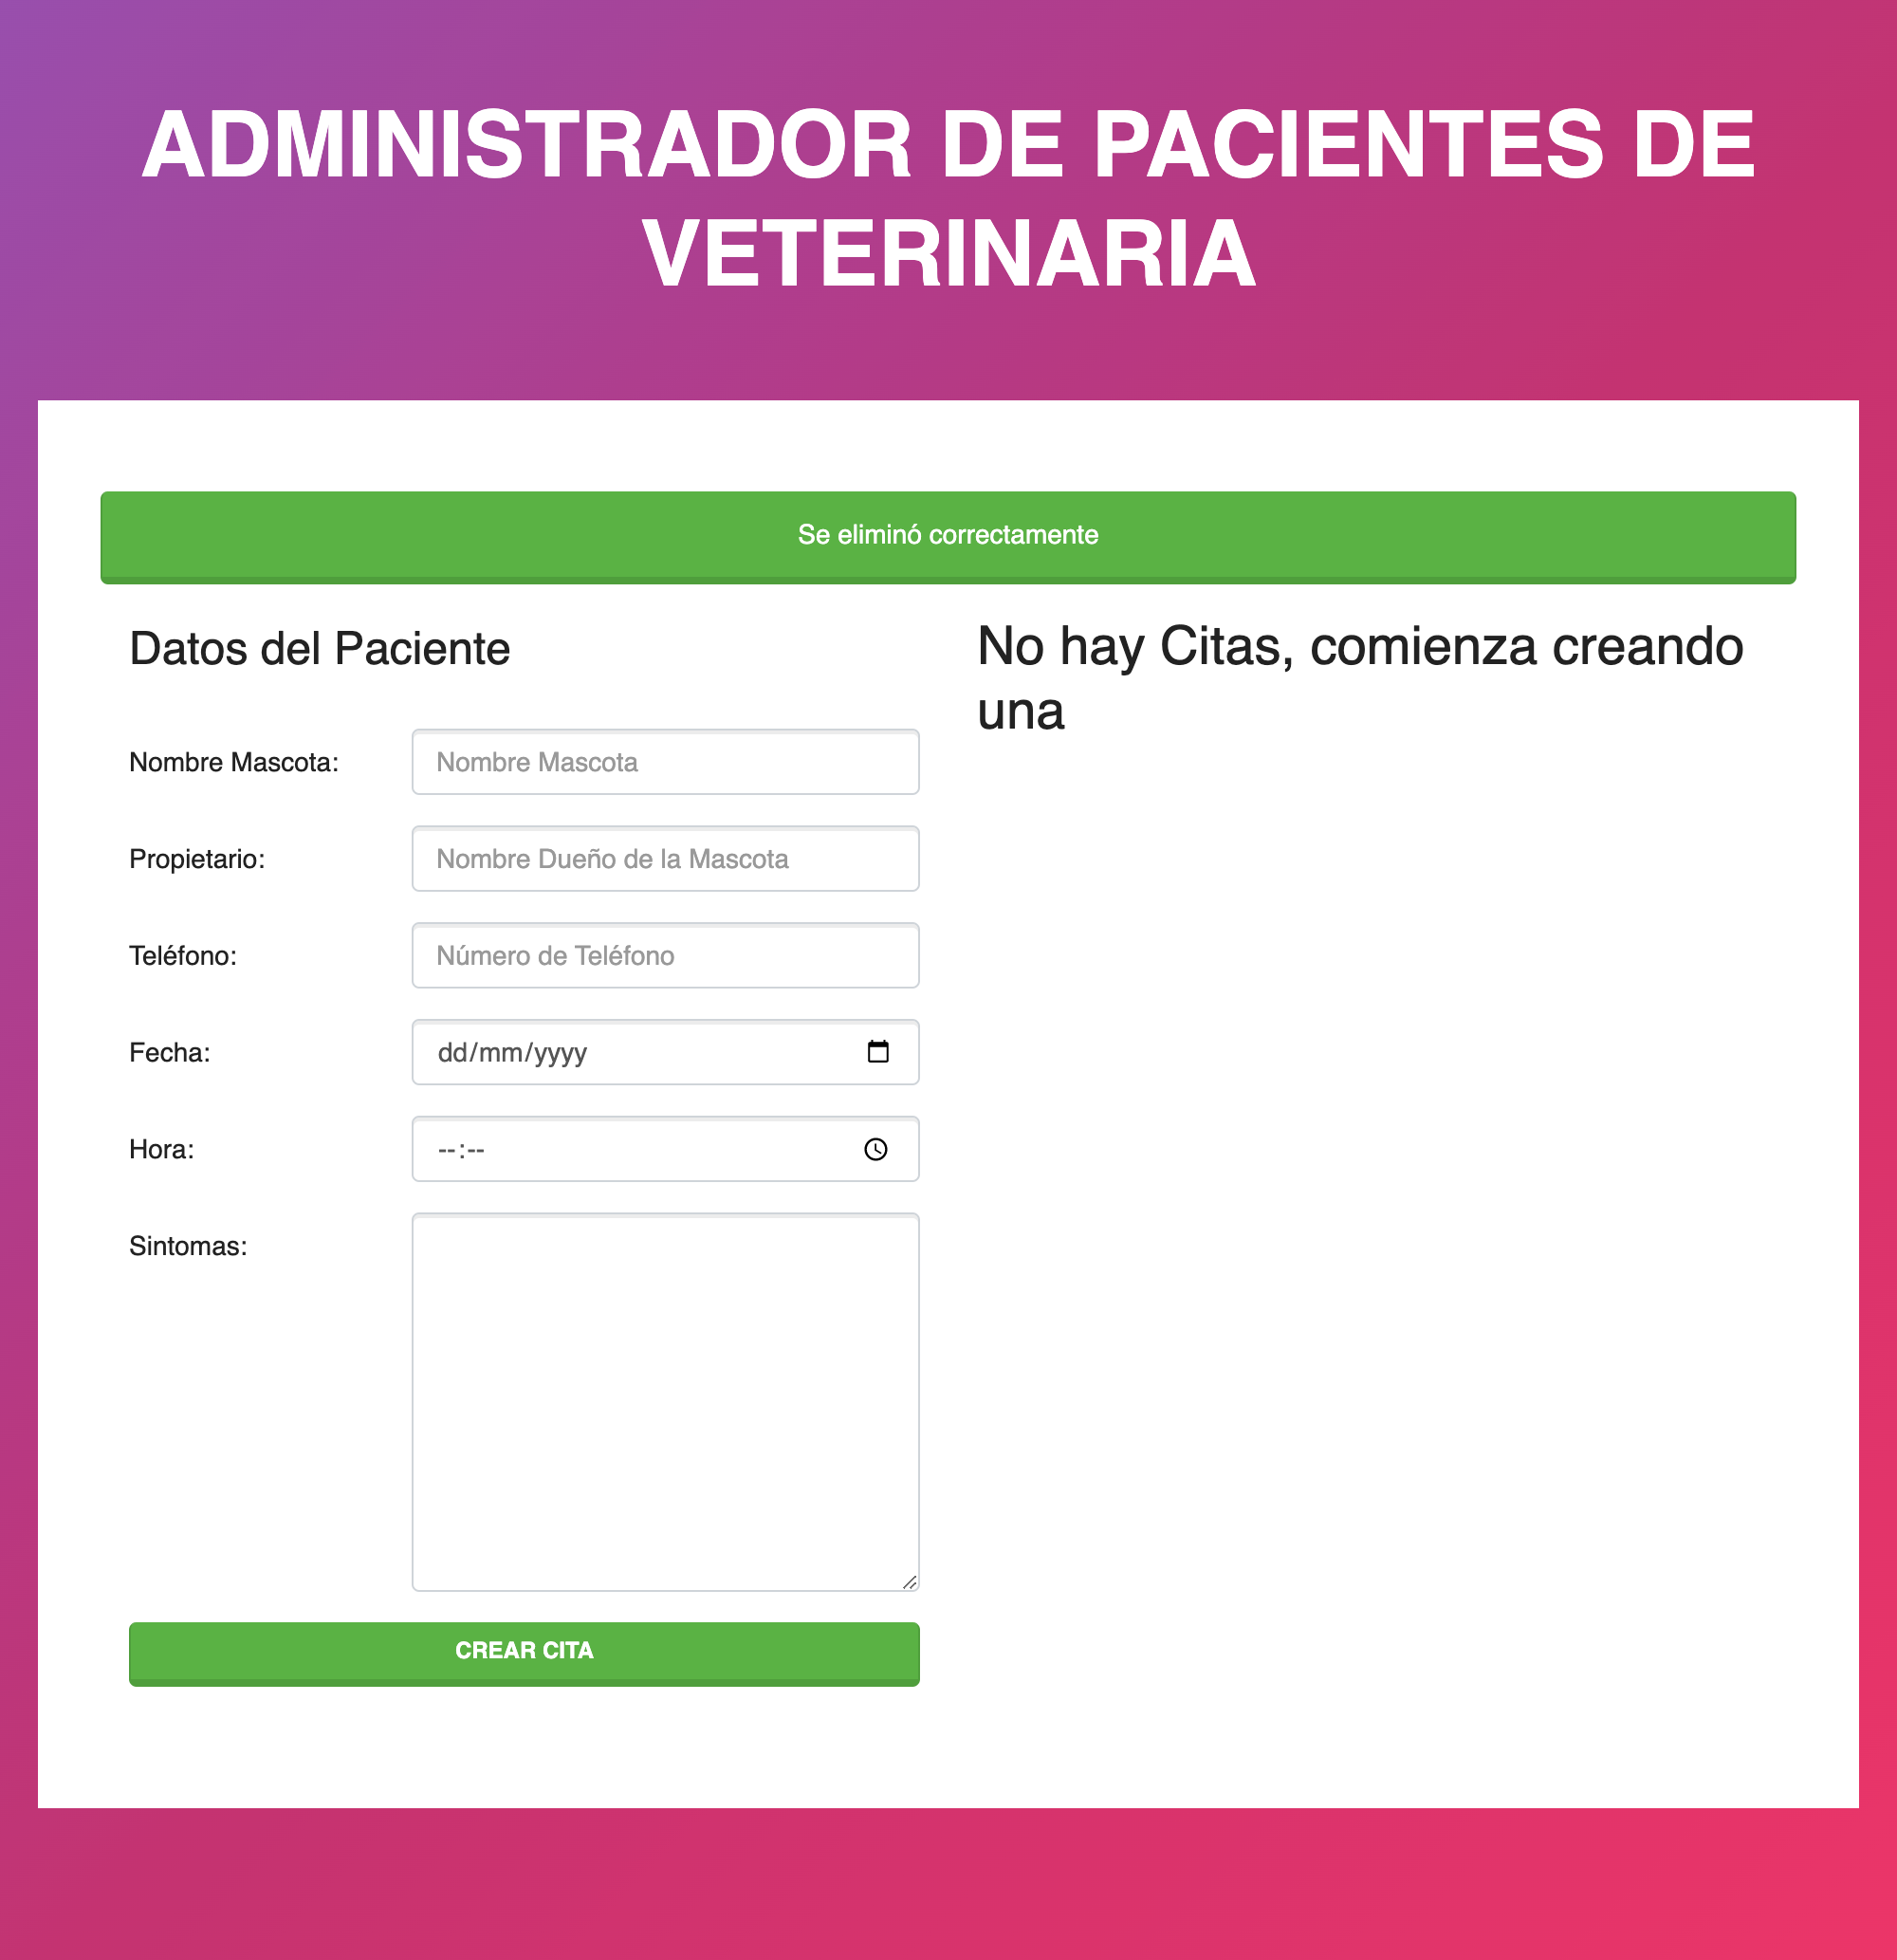 ADMINISTRADOR DE PACIENTES DE
VETERINARIA
Se eliminó correctamente
Datos del Paciente
No hay Citas, comienza creando
una
Nombre Mascota:
Nombre Mascota
Propietario:
Nombre Dueño de la Mascota
Teléfono:
Número de Teléfono
Fecha:
dd/mm/yyyy
Hora:
--:--
Sintomas:
CREAR CITA